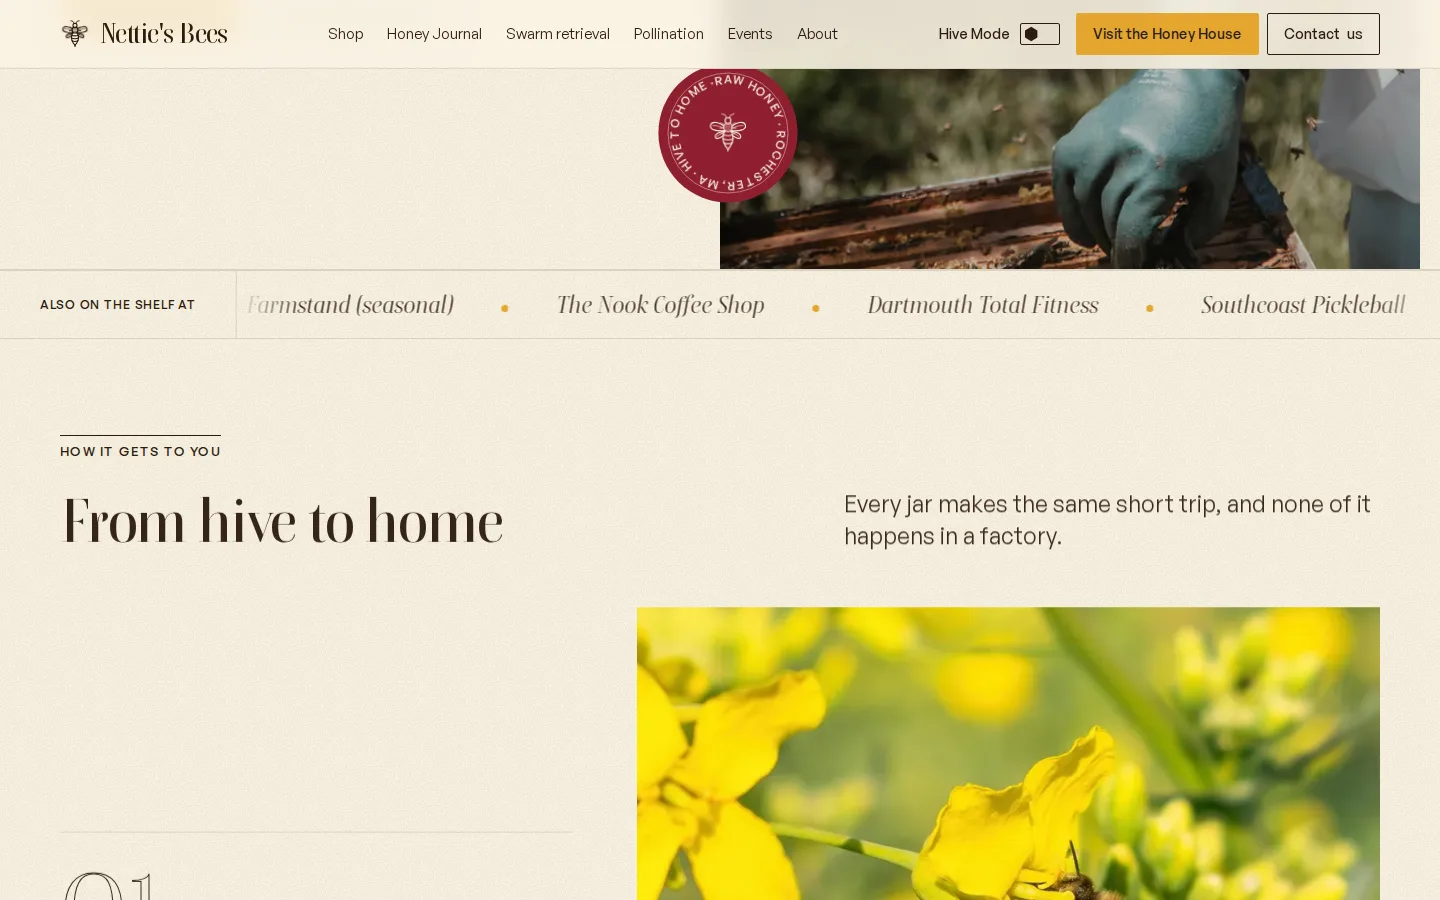 Nettie's Bees
Shop
Honey Journal
Swarm retrieval
Pollination
Events
About
Hive Mode
Visit the Honey House
Contact us
RAW HONEY · ROCHESTER, MA · HIVE TO HOME ·
ALSO ON THE SHELF AT
Farmstand (seasonal)
The Nook Coffee Shop
Dartmouth Total Fitness
Southcoast Pickleball
HOW IT GETS TO YOU
From hive to home
Every jar makes the same short trip, and none of it
happens in a factory.
01